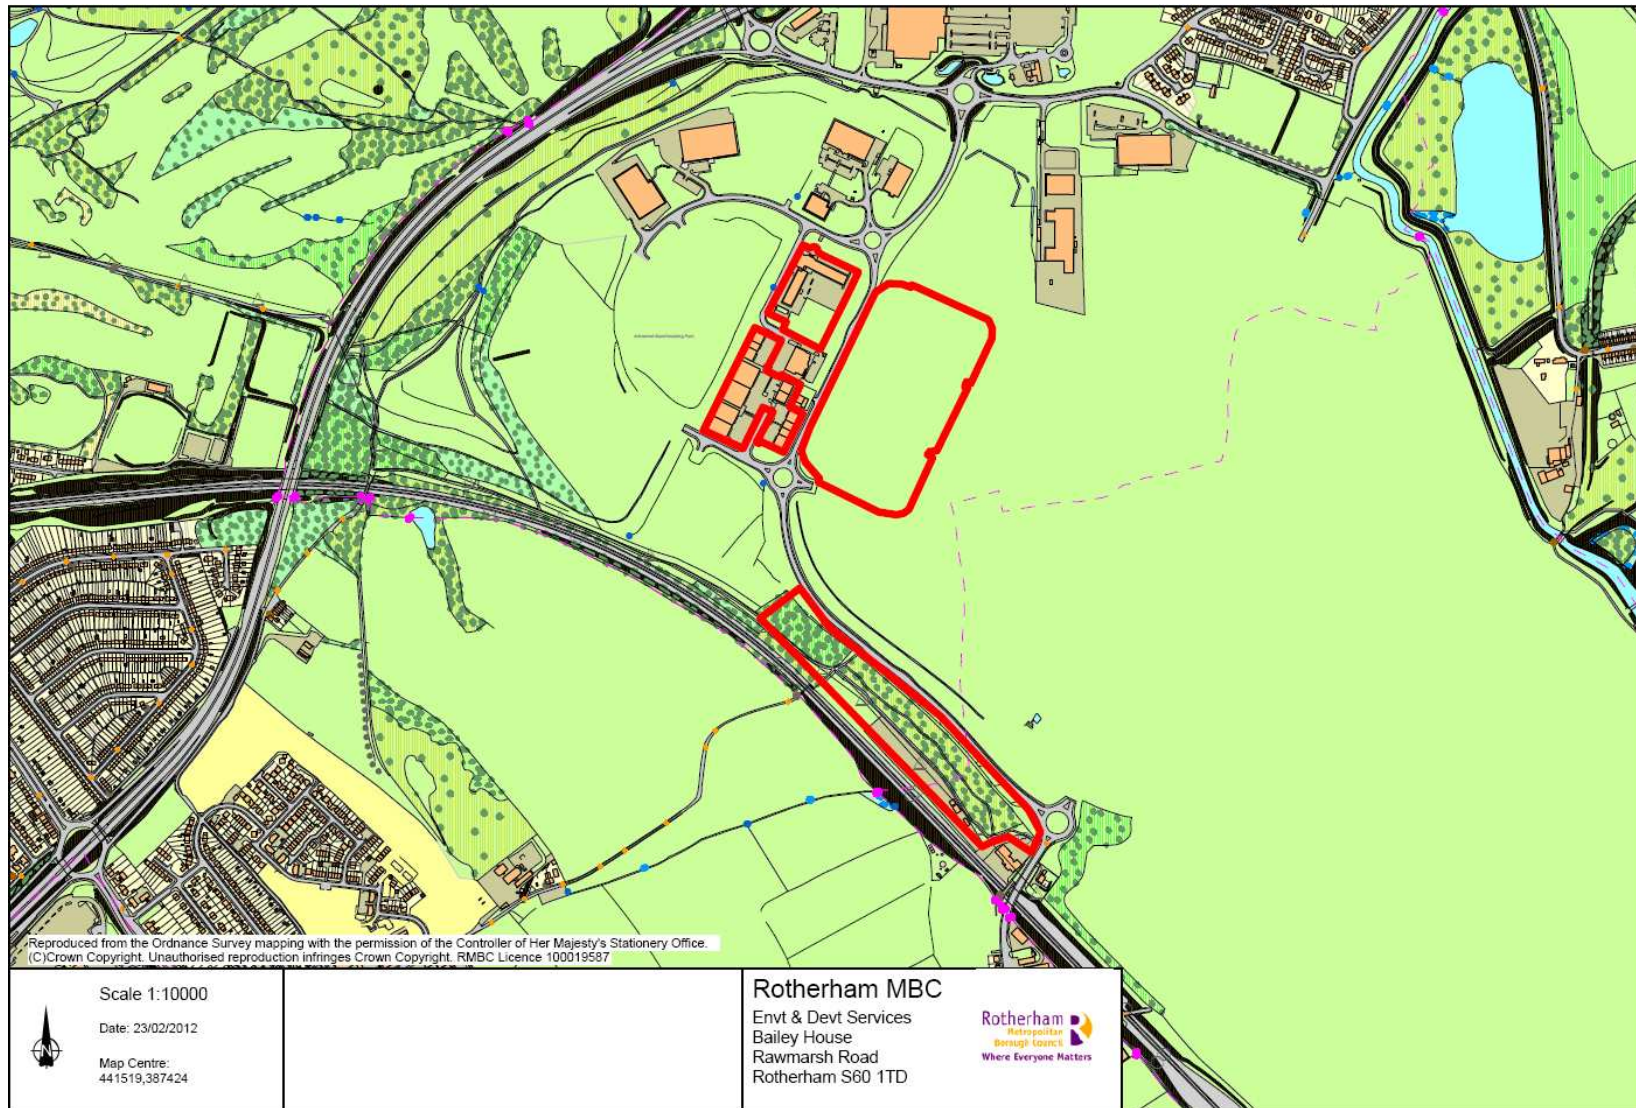 Reproduced from the Ordnance Survey mapping with the permission of the Controller of Her Majesty's Stationery Office.
(C)Crown Copyright. Unauthorised reproduction infringes Crown Copyright. RMBC Licence 100019587
Scale 1:10000
Date: 23/02/2012
Map Centre:
441519,387424
Rotherham MBC
Envt & Devt Services
Bailey House
Rawmarsh Road
Rotherham S60 1TD
Rotherham
Metropolitan
Borough Council
Where Everyone Matters
N